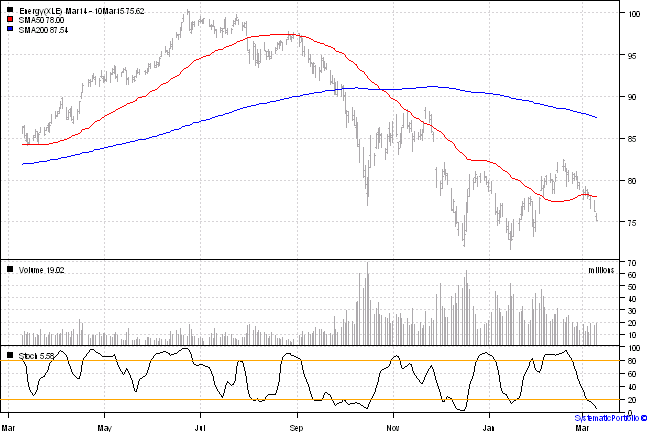 Energy(XLE) Mar14 - 10Mar15 75.62
SMA50 78.00
SMA200 87.54
100
95
90
85
80
75
Volume 19.02
millions
70
60
50
40
30
20
10
Stoch 5.58
100
80
60
40
20
0
Mar May Jul Sep Nov Jan Mar
SystematicPortfolio ©